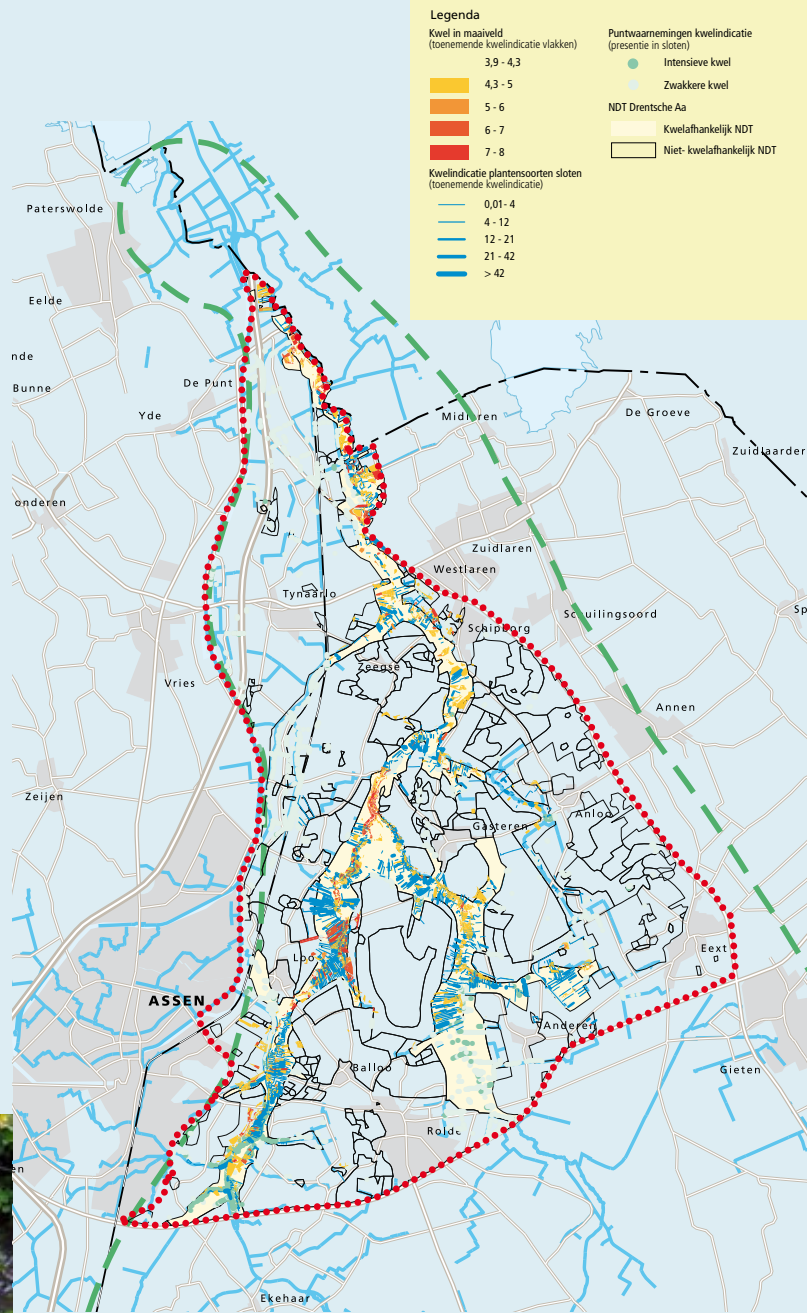 Legenda
Kwel in maaiveld
(toenemende kwelindicatie vlakken)
3,9 - 4,3
4,3 - 5
5 - 6
6 - 7
7 - 8
Kwelindicatie plantensoorten sloten
(toenemende kwelindicatie)
0,01- 4
4 - 12
12 - 21
21 - 42
> 42
Puntwaarnemingen kwelindicatie
(presentie in sloten)
Intensieve kwel
Zwakkere kwel
NDT Drentsche Aa
Kwelafhankelijk NDT
Niet- kwelafhankelijk NDT
Paterswolde
Eelde
nde
De Punt
Bunne
Yde
De Groeve
Zuidlaarder
onderen
Zuidlaren
Westlaren
Tynaarlo
Schipborg
Sp
Zeegse
Vries
Annen
Zeijen
Anloo
Gasteren
Eext
Loo
ASSEN
Anderen
Balloo
Gieten
Rolde
en
Ekehaar